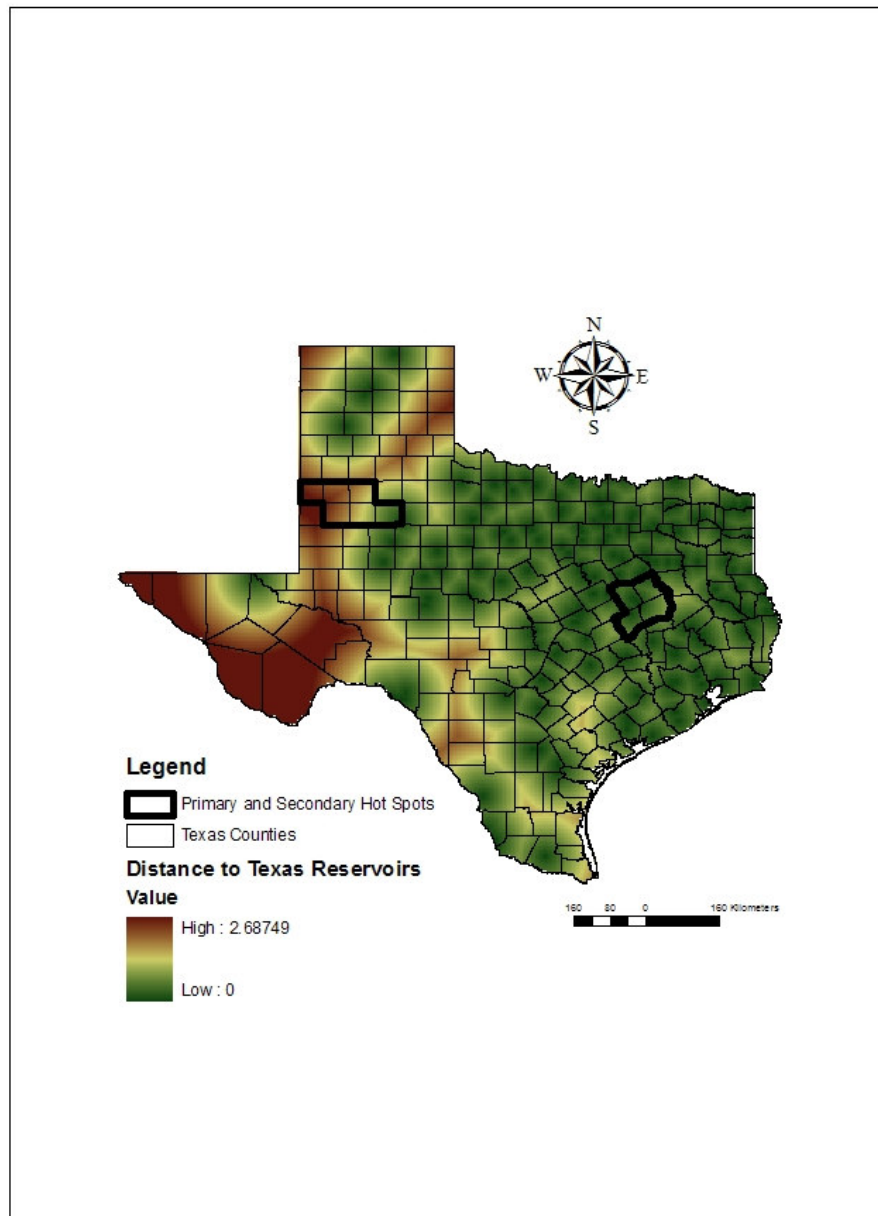 N
W E
S
Legend
Primary and Secondary Hot Spots
Texas Counties
Distance to Texas Reservoirs
Value
High : 2.68749
Low : 0
160 80 0 160 Kilometers